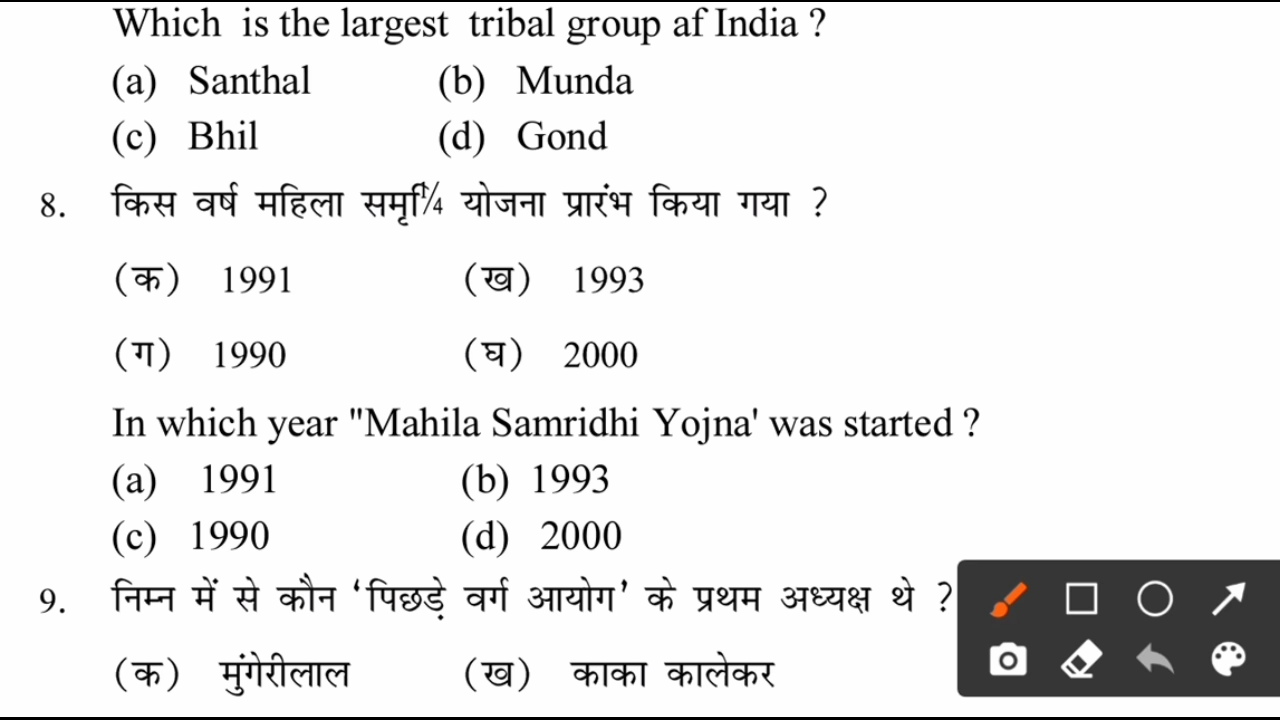 Which is the largest tribal group af India ?
(a) Santhal (b) Munda
(c) Bhil (d) Gond
8. किस वर्ष महिला समृि¼ योजना प्रारंभ किया गया ?
(क) 1991 (ख) 1993
(ग) 1990 (घ) 2000
In which year "Mahila Samridhi Yojna' was started ?
(a) 1991 (b) 1993
(c) 1990 (d) 2000
9. निम्न में से कौन ‘पिछड़े वर्ग आयोग’ के प्रथम अध्यक्ष थे ?
(क) मुंगेरीलाल (ख) काका कालेकर